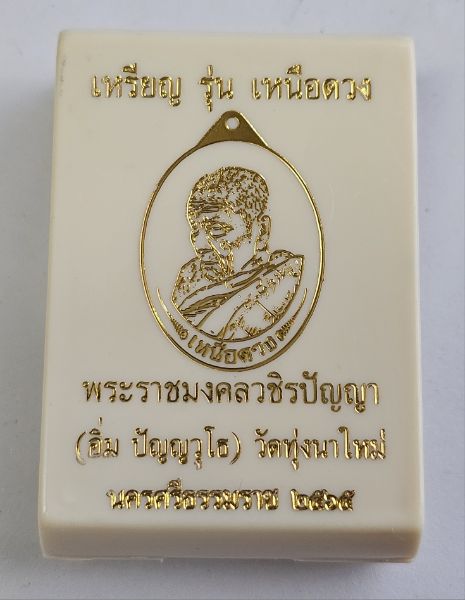 เหรียญ รุ่น เหนือดวง
เหนือดวง
พระราชมงคลวชิรปัญญา
(อิ่ม ปัญญาวุโธ) วัดทุ่งนาใหม่
นครศรีธรรมราช ๒๕๖๕